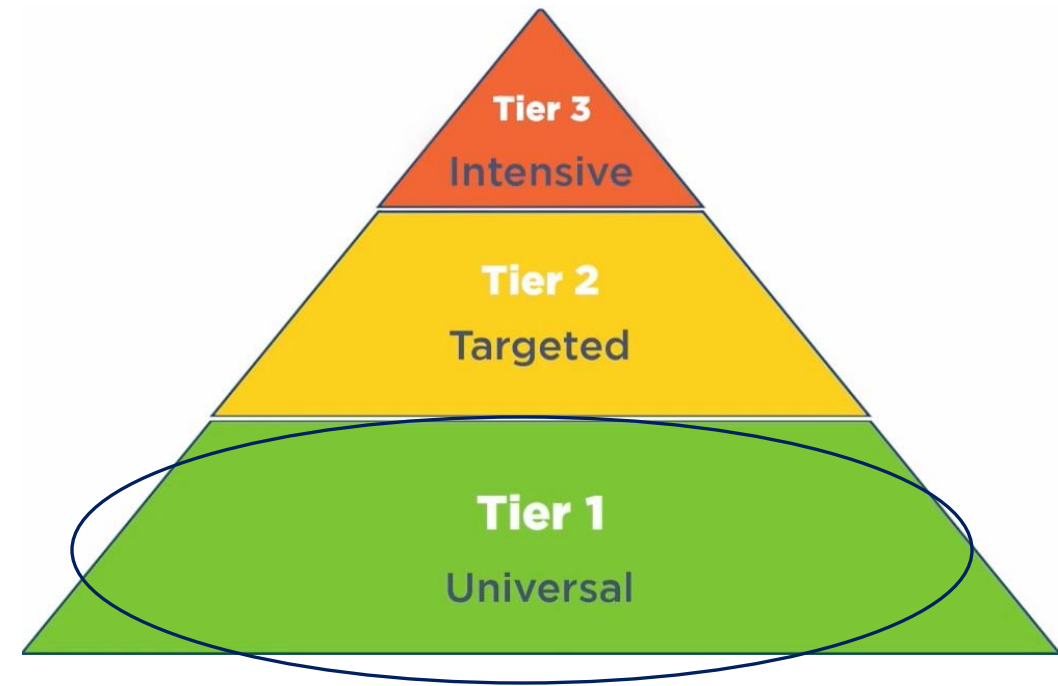 Tier 3
Intensive
Tier 2
Targeted
Tier 1
Universal